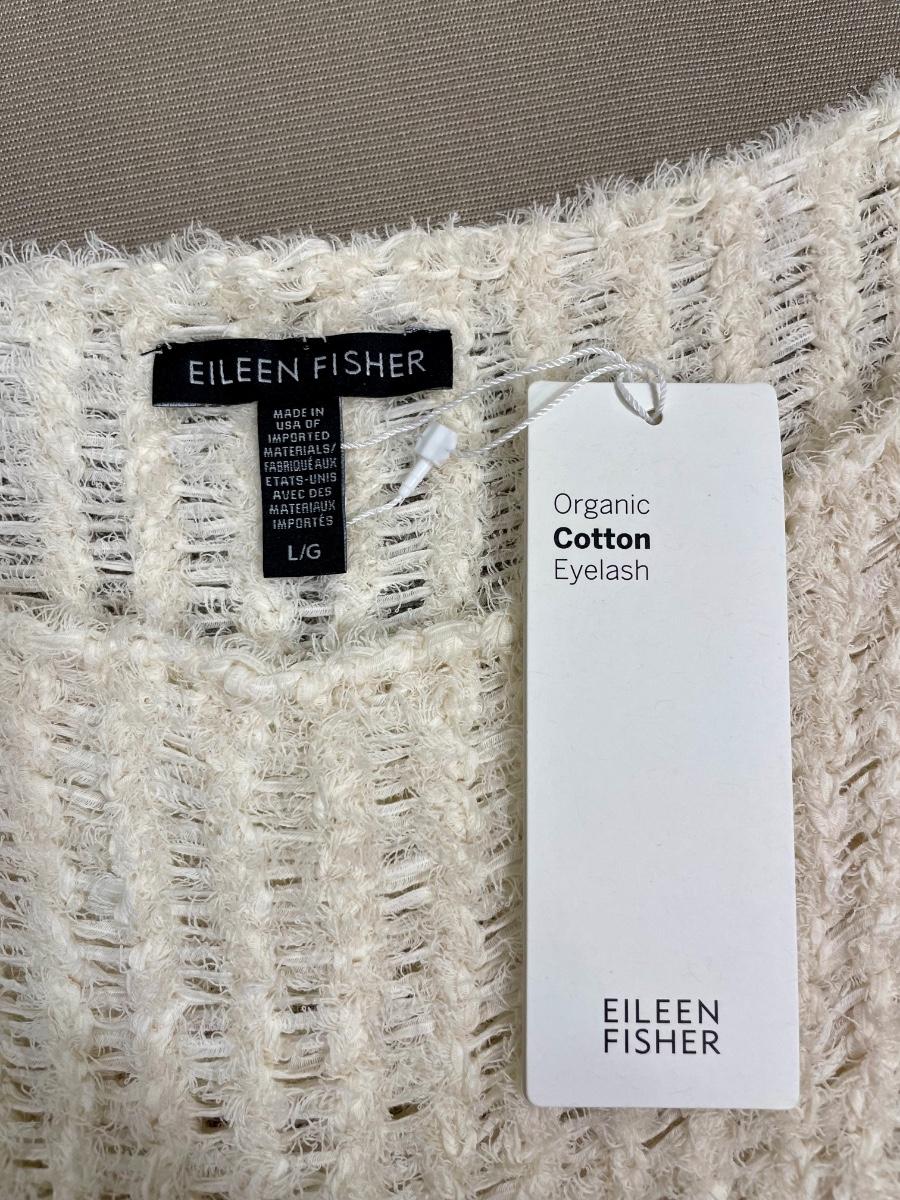 EILEEN FISHER
MADE IN
USA OF
IMPORTED
MATERIALS/
FABRIQUÉ AUX
ETATS-UNIS
AVEC DES
MATERIAUX
IMPORTÉS
L/G
Organic
Cotton
Eyelash
EILEEN
FISHER